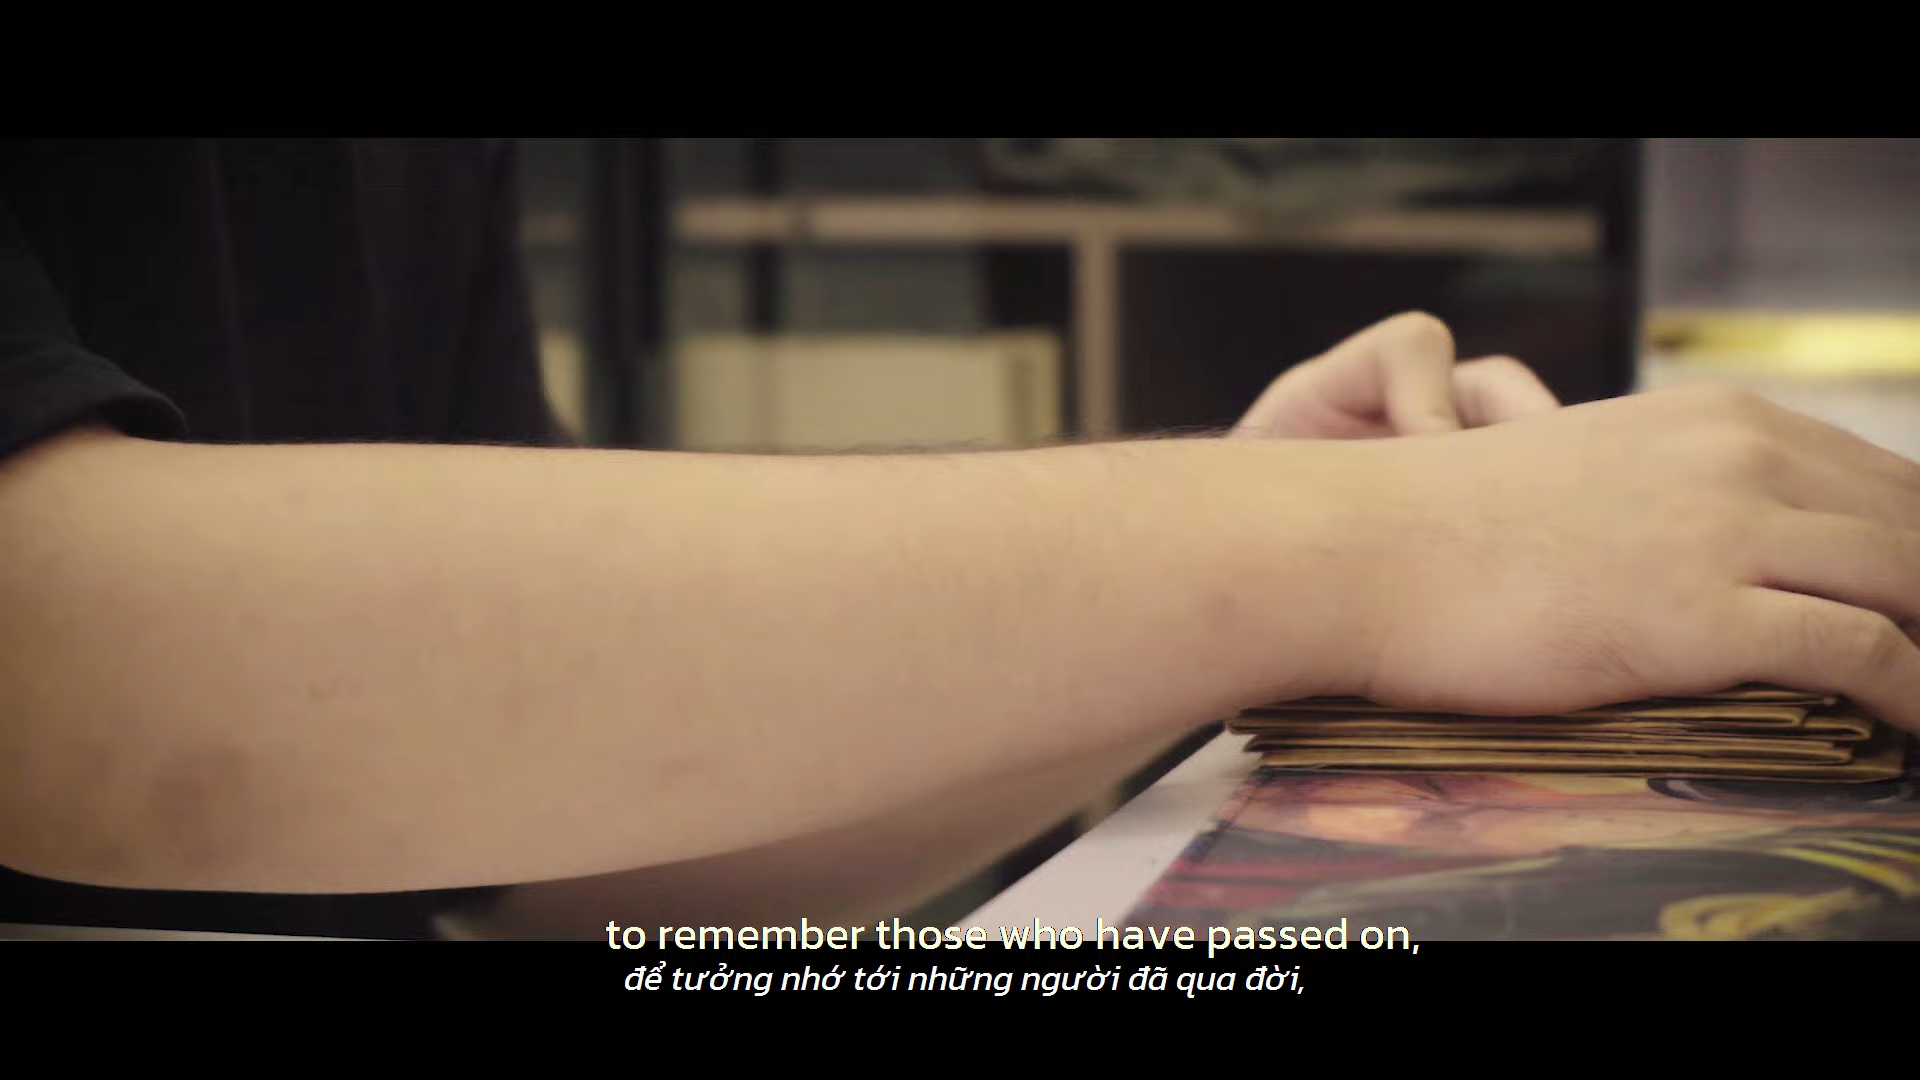 to remember those who have passed on,
để tưởng nhớ tới những người đã qua đời,